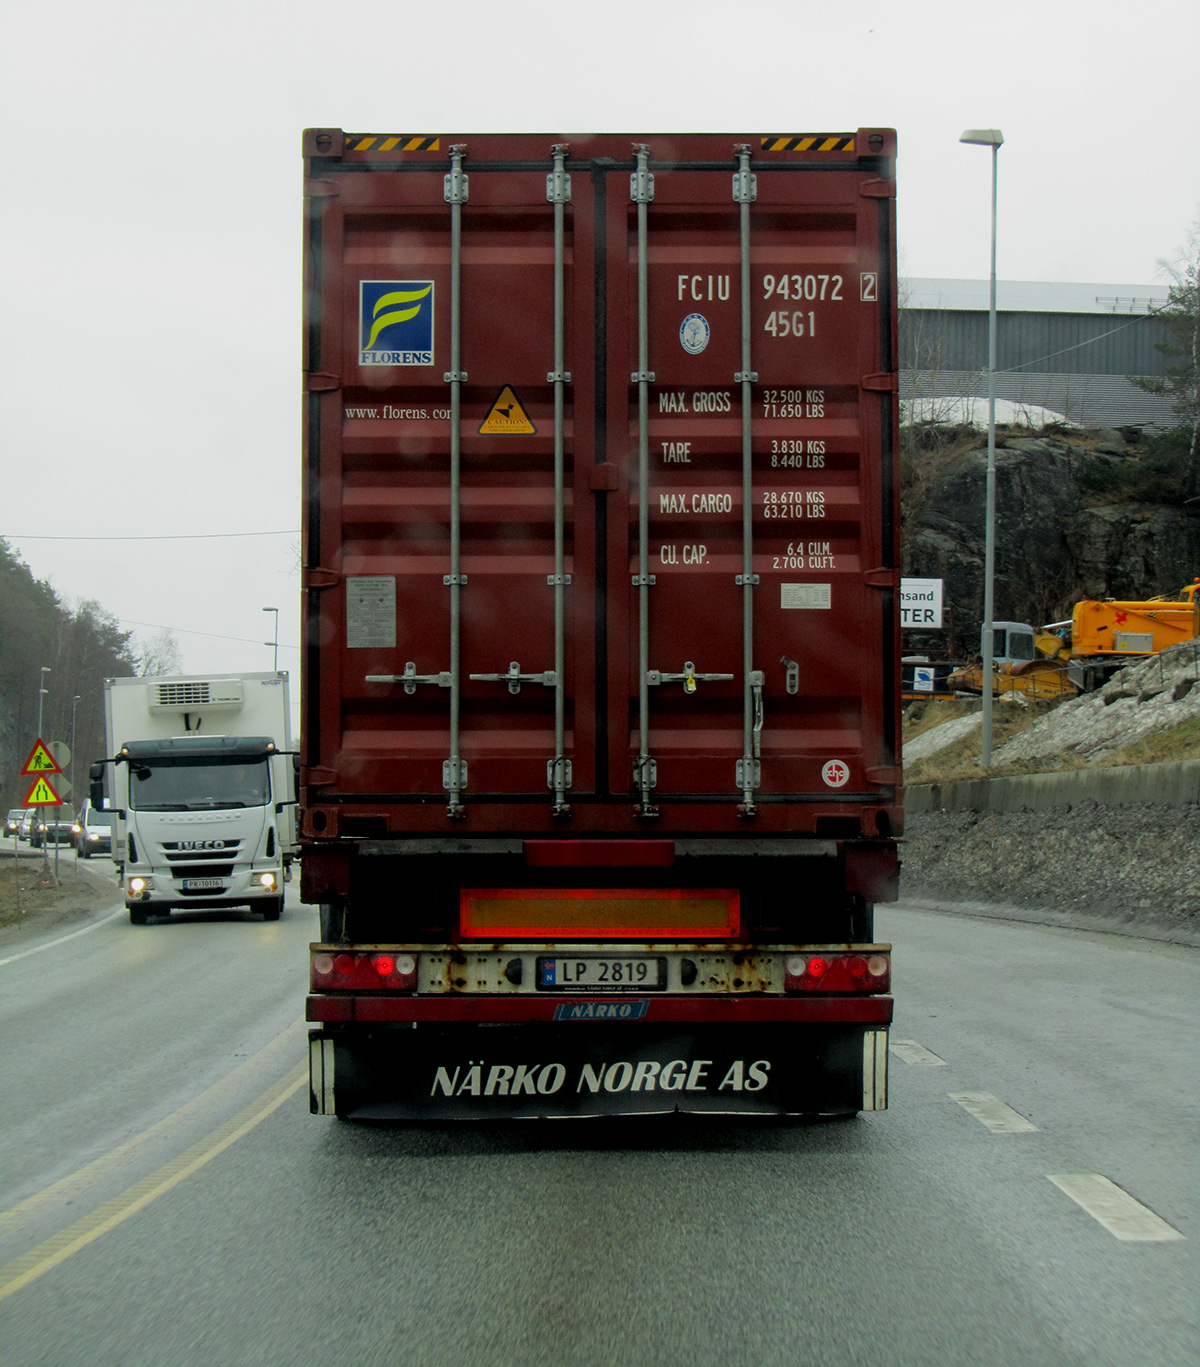 FLORENS
www.florens.com
CAUTION!
FCIU 943072 2
45G1
MAX. GROSS 32.500 KGS
71.650 LBS
TARE 3.830 KGS
8.440 LBS
MAX. CARGO 28.670 KGS
63.210 LBS
CU. CAP. 6.4 CU.M.
2.700 CU.FT.
nsand
TER
IVECO
PR 10116
N LP 2819
NÄRKO
NÄRKO NORGE AS